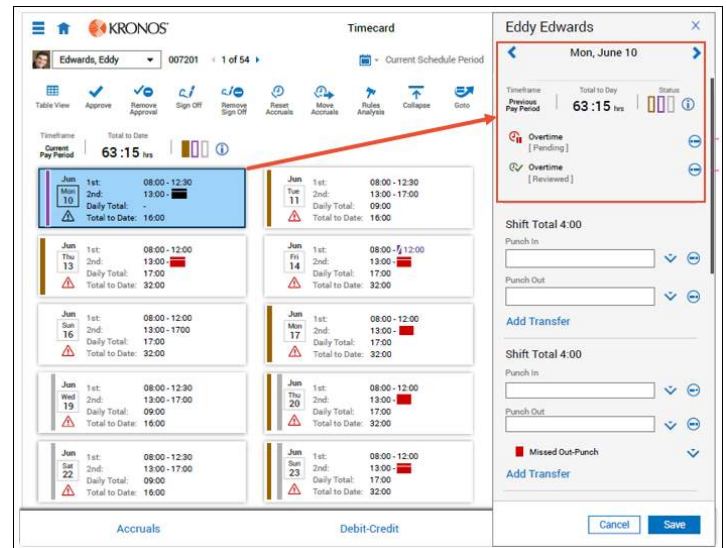 KRONOS
Timecard
Edwards, Eddy
007201
1 of 54
Current Schedule Period
Table View
Approve
Remove Approval
Sign Off
Remove Sign Off
Reset Accruals
Move Accruals
Rules Analysis
Collapse
Goto
Timeframe
Current Pay Period
Total to Date
63:15 hrs
Jun
Mon
10
1st: 08:00 - 12:30
2nd: 13:00 -
Daily Total: -
Total to Date: 16:00
Jun
Tue
11
1st: 08:00 - 12:30
2nd: 13:00 - 17:00
Daily Total: 09:00
Total to Date: 16:00
Jun
Thu
13
1st: 08:00 - 12:00
2nd: 13:00 -
Daily Total: 17:00
Total to Date: 32:00
Jun
Fri
14
1st: 08:00 - 12:00
2nd: 13:00 -
Daily Total: 17:00
Total to Date: 32:00
Jun
Sun
16
1st: 08:00 - 12:00
2nd: 13:00 - 1700
Daily Total: 17:00
Total to Date: 32:00
Jun
Mon
17
1st: 08:00 - 12:00
2nd: 13:00 -
Daily Total: 17:00
Total to Date: 32:00
Jun
Wed
19
1st: 08:00 - 12:30
2nd: 13:00 - 17:00
Daily Total: 09:00
Total to Date: 16:00
Jun
Thu
20
1st: 08:00 - 12:00
2nd: 13:00 -
Daily Total: 17:00
Total to Date: 32:00
Jun
Sat
22
1st: 08:00 - 12:30
2nd: 13:00 - 17:00
Daily Total: 09:00
Total to Date: 16:00
Jun
Sun
23
1st: 08:00 - 12:00
2nd: 13:00 -
Daily Total: 17:00
Total to Date: 32:00
Accruals
Debit-Credit
Eddy Edwards
Mon, June 10
Timeframe
Previous Pay Period
Total to Day
63:15 hrs
Status
Overtime
[ Pending ]
Overtime
[ Reviewed ]
Shift Total 4:00
Punch In
Punch Out
Add Transfer
Shift Total 4:00
Punch In
Punch Out
Missed Out-Punch
Add Transfer
Cancel
Save